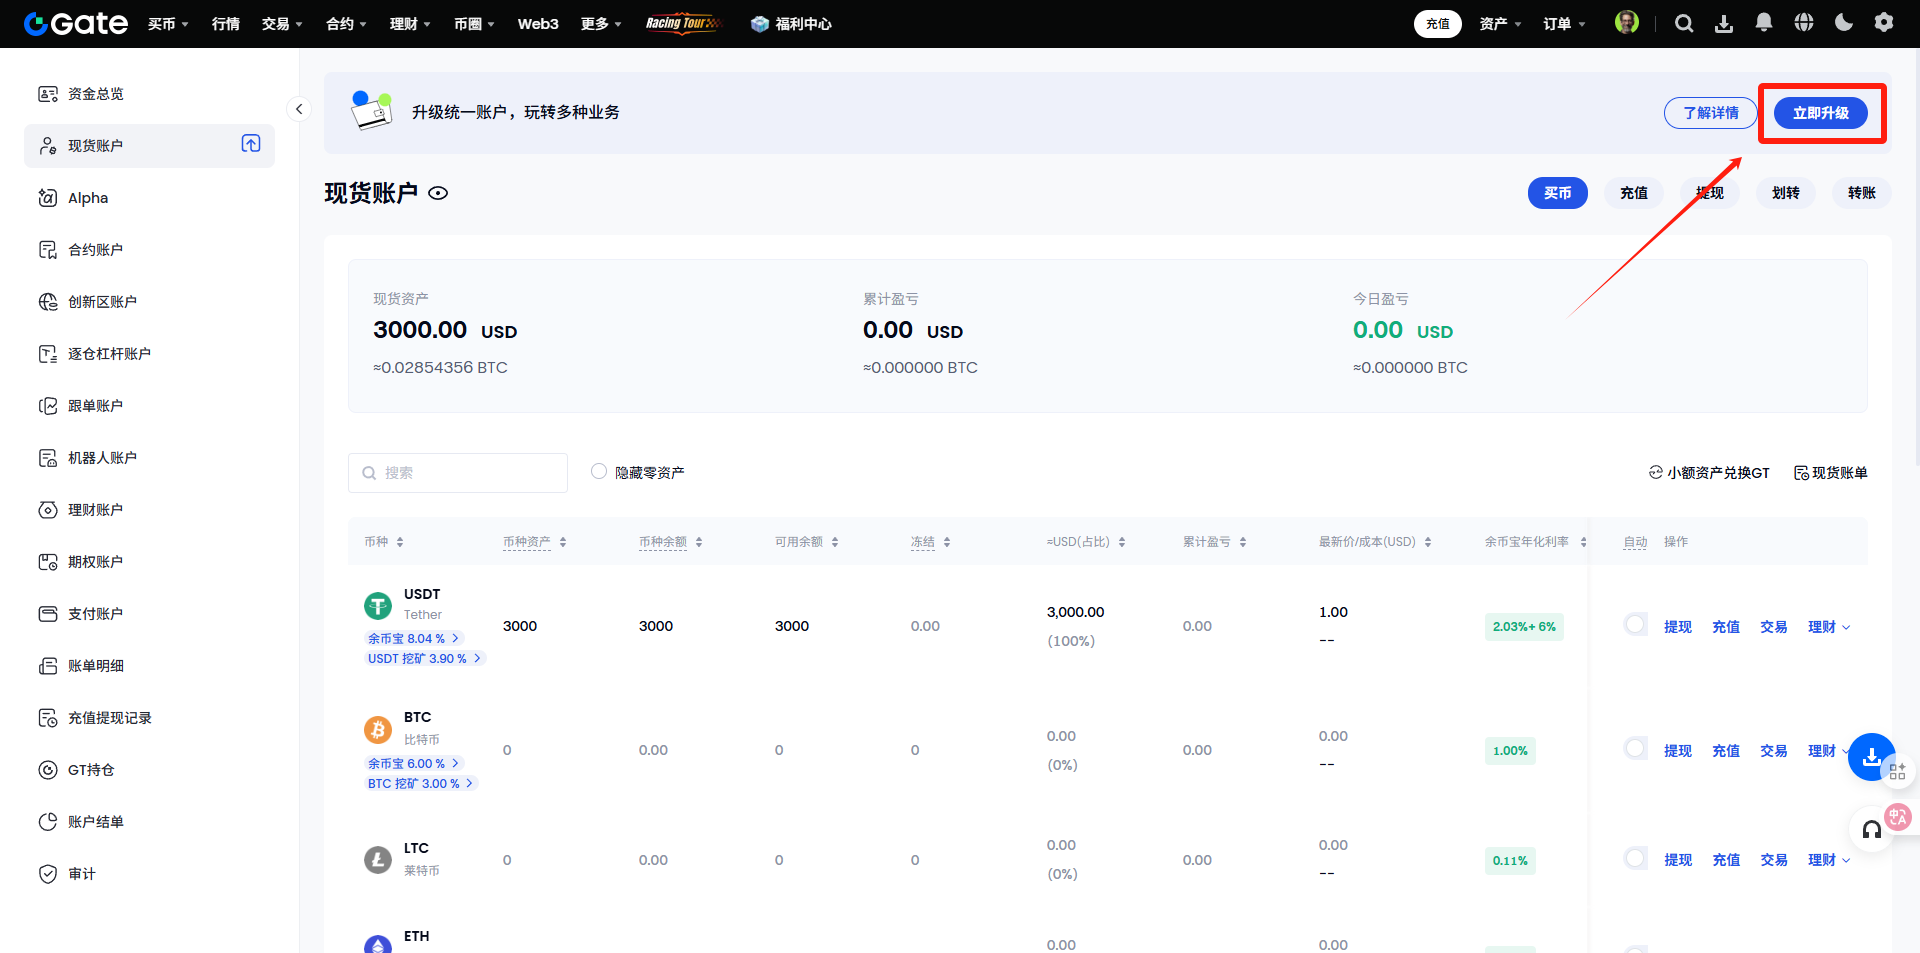 Gate 买币 行情 交易 合约 理财 币圈 Web3 更多 Racing Tour 福利中心 充值 资产 订单
资金总览
现货账户
Alpha
合约账户
创新区账户
逐仓杠杆账户
跟单账户
机器人账户
理财账户
期权账户
支付账户
账单明细
充值提现记录
GT持仓
账户结单
审计
升级统一账户，玩转多种业务 了解详情 立即升级
现货账户 买币 充值 提现 划转 转账
现货资产 累计盈亏 今日盈亏
3000.00 USD 0.00 USD 0.00 USD
≈0.02854356 BTC ≈0.000000 BTC ≈0.000000 BTC
搜索 隐藏零资产 小额资产兑换GT 现货账单
币种 币种资产 币种余额 可用余额 冻结 ≈USD(占比) 累计盈亏 最新价/成本(USD) 余币宝年化利率 自动 操作
USDT
Tether
余币宝 8.04 %
USDT 挖矿 3.90 %
3000 3000 3000 0.00
3,000.00
(100%)
0.00
1.00
--
2.03%+ 6% 提现 充值 交易 理财
BTC
比特币
余币宝 6.00 %
BTC 挖矿 3.00 %
0 0.00 0 0
0.00
(0%)
0.00
0.00
--
1.00% 提现 充值 交易 理财
LTC
莱特币
0 0.00 0 0
0.00
(0%)
0.00
0.00
--
0.11% 提现 充值 交易 理财
ETH
0.00 0.00
中A